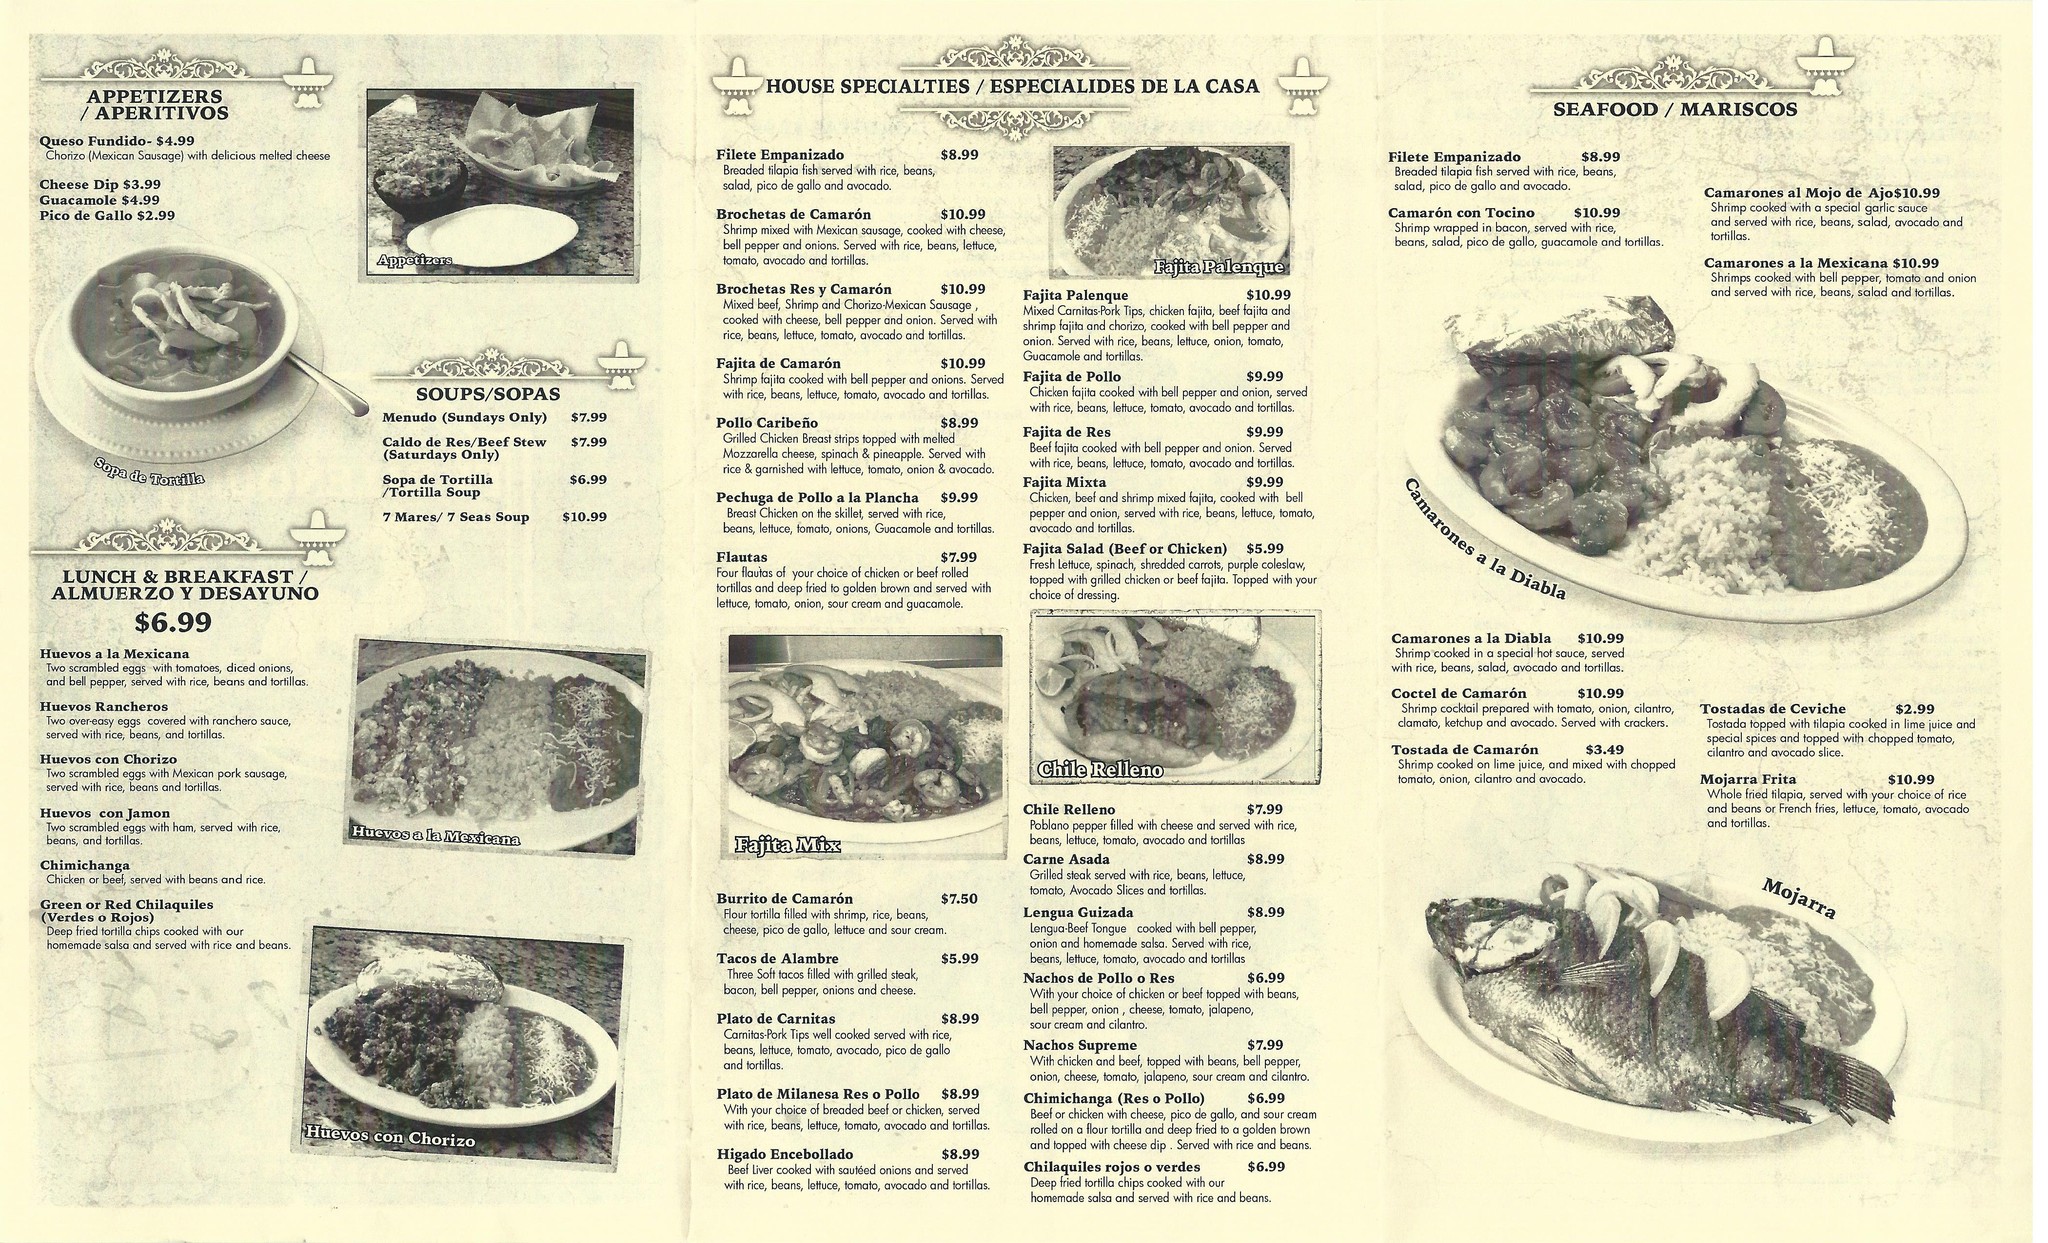 APPETIZERS
/ APERITIVOS
Queso Fundido- $4.99
Chorizo (Mexican Sausage) with delicious melted cheese
Cheese Dip $3.99
Guacamole $4.99
Pico de Gallo $2.99
Appetizers
Sopa de Tortilla
SOUPS/SOPAS
Menudo (Sundays Only) $7.99
Caldo de Res/Beef Stew $7.99
(Saturdays Only)
Sopa de Tortilla $6.99
/Tortilla Soup
7 Mares/ 7 Seas Soup $10.99
LUNCH & BREAKFAST /
ALMUERZO Y DESAYUNO
$6.99
Huevos a la Mexicana
Two scrambled eggs with tomatoes, diced onions,
and bell pepper, served with rice, beans and tortillas.
Huevos Rancheros
Two over-easy eggs covered with ranchero sauce,
served with rice, beans, and tortillas.
Huevos con Chorizo
Two scrambled eggs with Mexican pork sausage,
served with rice, beans and tortillas.
Huevos con Jamon
Two scrambled eggs with ham, served with rice,
beans, and tortillas.
Chimichanga
Chicken or beef, served with beans and rice.
Green or Red Chilaquiles
(Verdes o Rojos)
Deep fried tortilla chips cooked with our
homemade salsa and served with rice and beans.
Huevos a la Mexicana
Huevos con Chorizo
HOUSE SPECIALTIES / ESPECIALIDES DE LA CASA
Filete Empanizado $8.99
Breaded tilapia fish served with rice, beans,
salad, pico de gallo and avocado.
Brochetas de Camarón $10.99
Shrimp mixed with Mexican sausage, cooked with cheese,
bell pepper and onions. Served with rice, beans, lettuce,
tomato, avocado and tortillas.
Brochetas Res y Camarón $10.99
Mixed beef, Shrimp and Chorizo-Mexican Sausage ,
cooked with cheese, bell pepper and onion. Served with
rice, beans, lettuce, tomato, avocado and tortillas.
Fajita de Camarón $10.99
Shrimp fajita cooked with bell pepper and onions. Served
with rice, beans, lettuce, tomato, avocado and tortillas.
Pollo Caribeño $8.99
Grilled Chicken Breast strips topped with melted
Mozzarella cheese, spinach & pineapple. Served with
rice & garnished with lettuce, tomato, onion & avocado.
Pechuga de Pollo a la Plancha $9.99
Breast Chicken on the skillet, served with rice,
beans, lettuce, tomato, onions, Guacamole and tortillas.
Flautas $7.99
Four flautas of your choice of chicken or beef rolled
tortillas and deep fried to golden brown and served with
lettuce, tomato, onion, sour cream and guacamole.
Fajita Mix
Burrito de Camarón $7.50
Flour tortilla filled with shrimp, rice, beans,
cheese, pico de gallo, lettuce and sour cream.
Tacos de Alambre $5.99
Three Soft tacos filled with grilled steak,
bacon, bell pepper, onions and cheese.
Plato de Carnitas $8.99
Carnitas-Pork Tips well cooked served with rice,
beans, lettuce, tomato, avocado, pico de gallo
and tortillas.
Plato de Milanesa Res o Pollo $8.99
With your choice of breaded beef or chicken, served
with rice, beans, lettuce, tomato, avocado and tortillas.
Higado Encebollado $8.99
Beef Liver cooked with sautéed onions and served
with rice, beans, lettuce, tomato, avocado and tortillas.
Fajita Palenque
Fajita Palenque $10.99
Mixed Carnitas-Pork Tips, chicken fajita, beef fajita and
shrimp fajita and chorizo, cooked with bell pepper and
onion. Served with rice, beans, lettuce, onion, tomato,
Guacamole and tortillas.
Fajita de Pollo $9.99
Chicken fajita cooked with bell pepper and onion, served
with rice, beans, lettuce, tomato, avocado and tortillas.
Fajita de Res $9.99
Beef fajita cooked with bell pepper and onion. Served
with rice, beans, lettuce, tomato, avocado and tortillas.
Fajita Mixta $9.99
Chicken, beef and shrimp mixed fajita, cooked with bell
pepper and onion, served with rice, beans, lettuce, tomato,
avocado and tortillas.
Fajita Salad (Beef or Chicken) $5.99
Fresh Lettuce, spinach, shredded carrots, purple coleslaw,
topped with grilled chicken or beef fajita. Topped with your
choice of dressing.
Chile Relleno
Chile Relleno $7.99
Poblano pepper filled with cheese and served with rice,
beans, lettuce, tomato, avocado and tortillas
Carne Asada $8.99
Grilled steak served with rice, beans, lettuce,
tomato, Avocado Slices and tortillas.
Lengua Guizada $8.99
Lengua-Beef Tongue cooked with bell pepper,
onion and homemade salsa. Served with rice,
beans, lettuce, tomato, avocado and tortillas
Nachos de Pollo o Res $6.99
With your choice of chicken or beef topped with beans,
bell pepper, onion , cheese, tomato, jalapeno,
sour cream and cilantro.
Nachos Supreme $7.99
With chicken and beef, topped with beans, bell pepper,
onion, cheese, tomato, jalapeno, sour cream and cilantro.
Chimichanga (Res o Pollo) $6.99
Beef or chicken with cheese, pico de gallo, and sour cream
rolled on a flour tortilla and deep fried to a golden brown
and topped with cheese dip . Served with rice and beans.
Chilaquiles rojos o verdes $6.99
Deep fried tortilla chips cooked with our
homemade salsa and served with rice and beans.
SEAFOOD / MARISCOS
Filete Empanizado $8.99
Breaded tilapia fish served with rice, beans,
salad, pico de gallo and avocado.
Camarón con Tocino $10.99
Shrimp wrapped in bacon, served with rice,
beans, salad, pico de gallo, guacamole and tortillas.
Camarones al Mojo de Ajo$10.99
Shrimp cooked with a special garlic sauce
and served with rice, beans, salad, avocado and
tortillas.
Camarones a la Mexicana $10.99
Shrimps cooked with bell pepper, tomato and onion
and served with rice, beans, salad and tortillas.
Camarones a la Diabla
Camarones a la Diabla $10.99
Shrimp cooked in a special hot sauce, served
with rice, beans, salad, avocado and tortillas.
Coctel de Camarón $10.99
Shrimp cocktail prepared with tomato, onion, cilantro,
clamato, ketchup and avocado. Served with crackers.
Tostada de Camarón $3.49
Shrimp cooked on lime juice, and mixed with chopped
tomato, onion, cilantro and avocado.
Tostadas de Ceviche $2.99
Tostada topped with tilapia cooked in lime juice and
special spices and topped with chopped tomato,
cilantro and avocado slice.
Mojarra Frita $10.99
Whole fried tilapia, served with your choice of rice
and beans or French fries, lettuce, tomato, avocado
and tortillas.
Mojarra